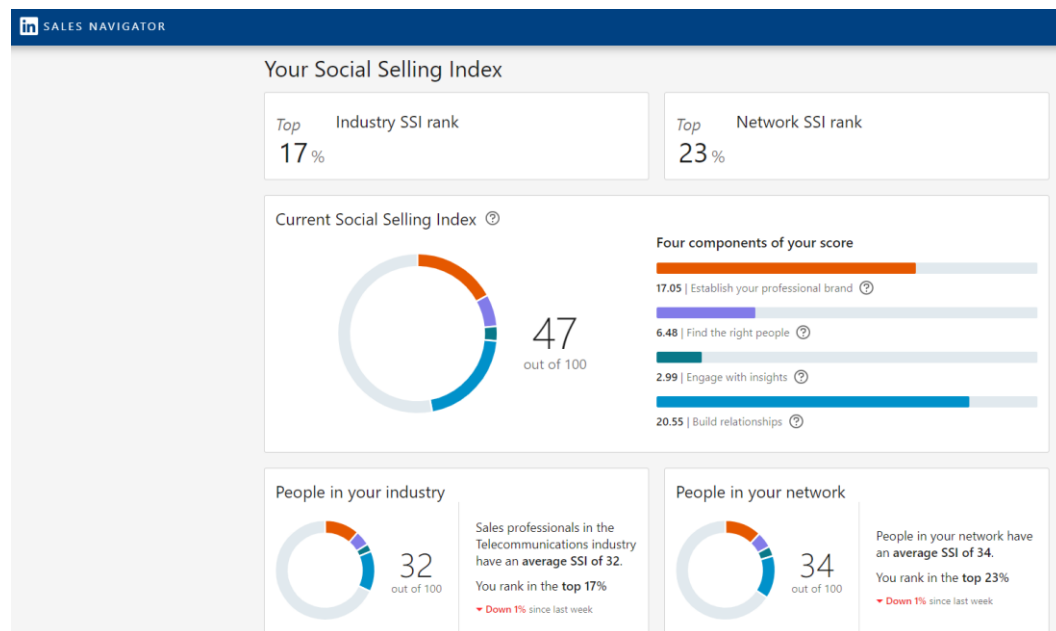 in SALES NAVIGATOR
Your Social Selling Index
Top
Industry SSI rank
17 %
Top
Network SSI rank
23 %
Current Social Selling Index ?
47
out of 100
Four components of your score
17.05 | Establish your professional brand ?
6.48 | Find the right people ?
2.99 | Engage with insights ?
20.55 | Build relationships ?
People in your industry
32
out of 100
Sales professionals in the
Telecommunications industry
have an average SSI of 32.
You rank in the top 17%
Down 1% since last week
People in your network
34
out of 100
People in your network have
an average SSI of 34.
You rank in the top 23%
Down 1% since last week